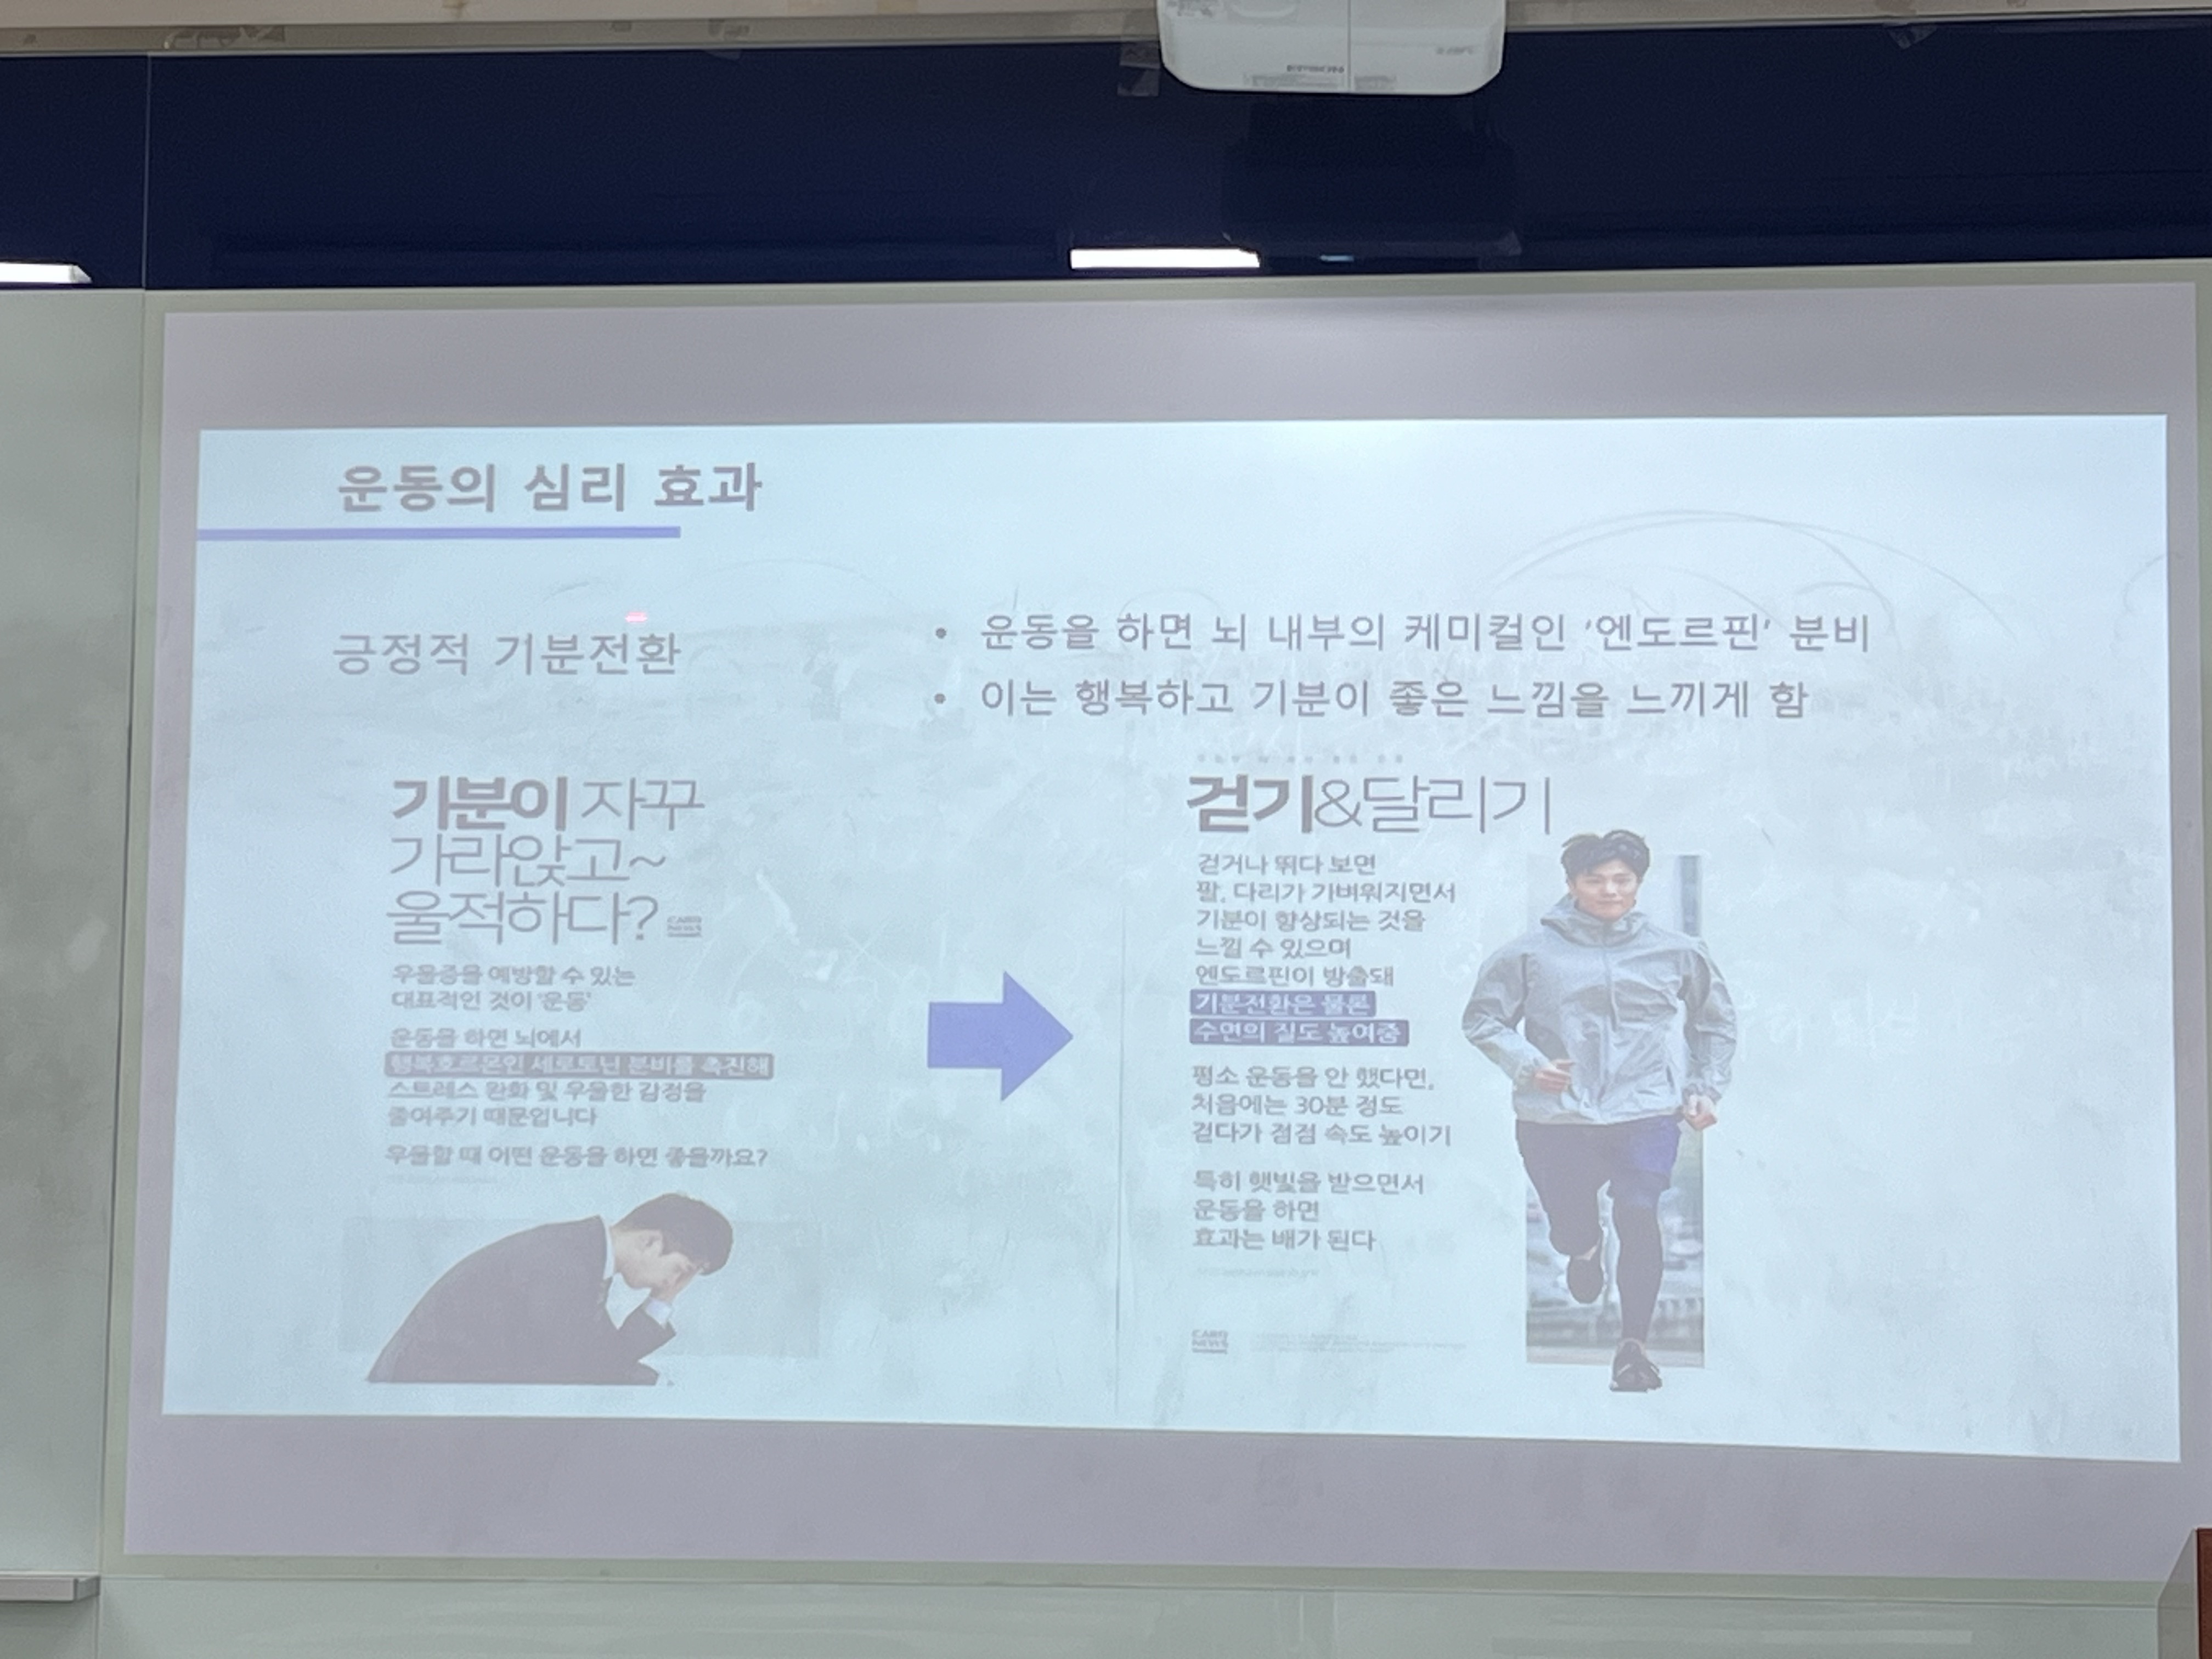 운동의 심리 효과
긍정적 기분전환
• 운동을 하면 뇌 내부의 케미컬인 '엔도르핀' 분비
• 이는 행복하고 기분이 좋은 느낌을 느끼게 함
기분이 자꾸
가라앉고~
울적하다?
CARD
NEWS
우울증을 예방할 수 있는
대표적인 것이 '운동'
운동을 하면 뇌에서
행복호르몬인 세로토닌 분비를 촉진해
스트레스 완화 및 우울한 감정을
줄여주기 때문입니다
우울할 때 어떤 운동을 하면 좋을까요?
걷기&달리기
걷거나 뛰다 보면
팔, 다리가 가벼워지면서
기분이 향상되는 것을
느낄 수 있으며
엔도르핀이 방출돼
기분전환은 물론
수면의 질도 높여줌
평소 운동을 안 했다면,
처음에는 30분 정도
걷다가 점점 속도 높이기
특히 햇빛을 받으면서
운동을 하면
효과는 배가 된다
CARD
NEWS